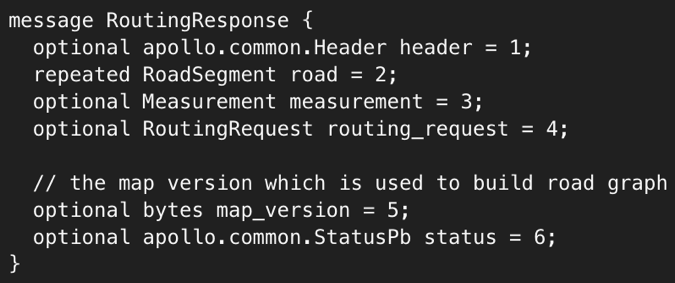 message RoutingResponse {
  optional apollo.common.Header header = 1;
  repeated RoadSegment road = 2;
  optional Measurement measurement = 3;
  optional RoutingRequest routing_request = 4;

  // the map version which is used to build road graph
  optional bytes map_version = 5;
  optional apollo.common.StatusPb status = 6;
}